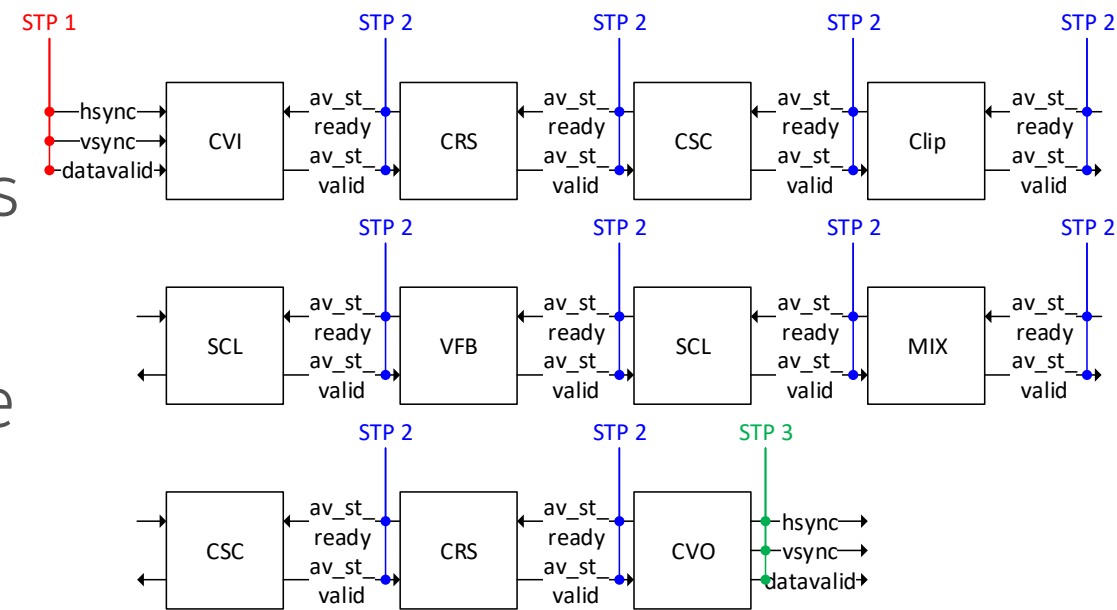 STP 1
STP 2
STP 2
STP 2
STP 2
hsync
vsync
datavalid
CVI
av_st_
ready
av_st_
valid
CRS
av_st_
ready
av_st_
valid
CSC
av_st_
ready
av_st_
valid
Clip
av_st_
ready
av_st_
valid
s
STP 2
STP 2
STP 2
STP 2
SCL
av_st_
ready
av_st_
valid
VFB
av_st_
ready
av_st_
valid
SCL
av_st_
ready
av_st_
valid
MIX
av_st_
ready
av_st_
valid
e
STP 2
STP 2
STP 3
CSC
av_st_
ready
av_st_
valid
CRS
av_st_
ready
av_st_
valid
CVO
hsync
vsync
datavalid